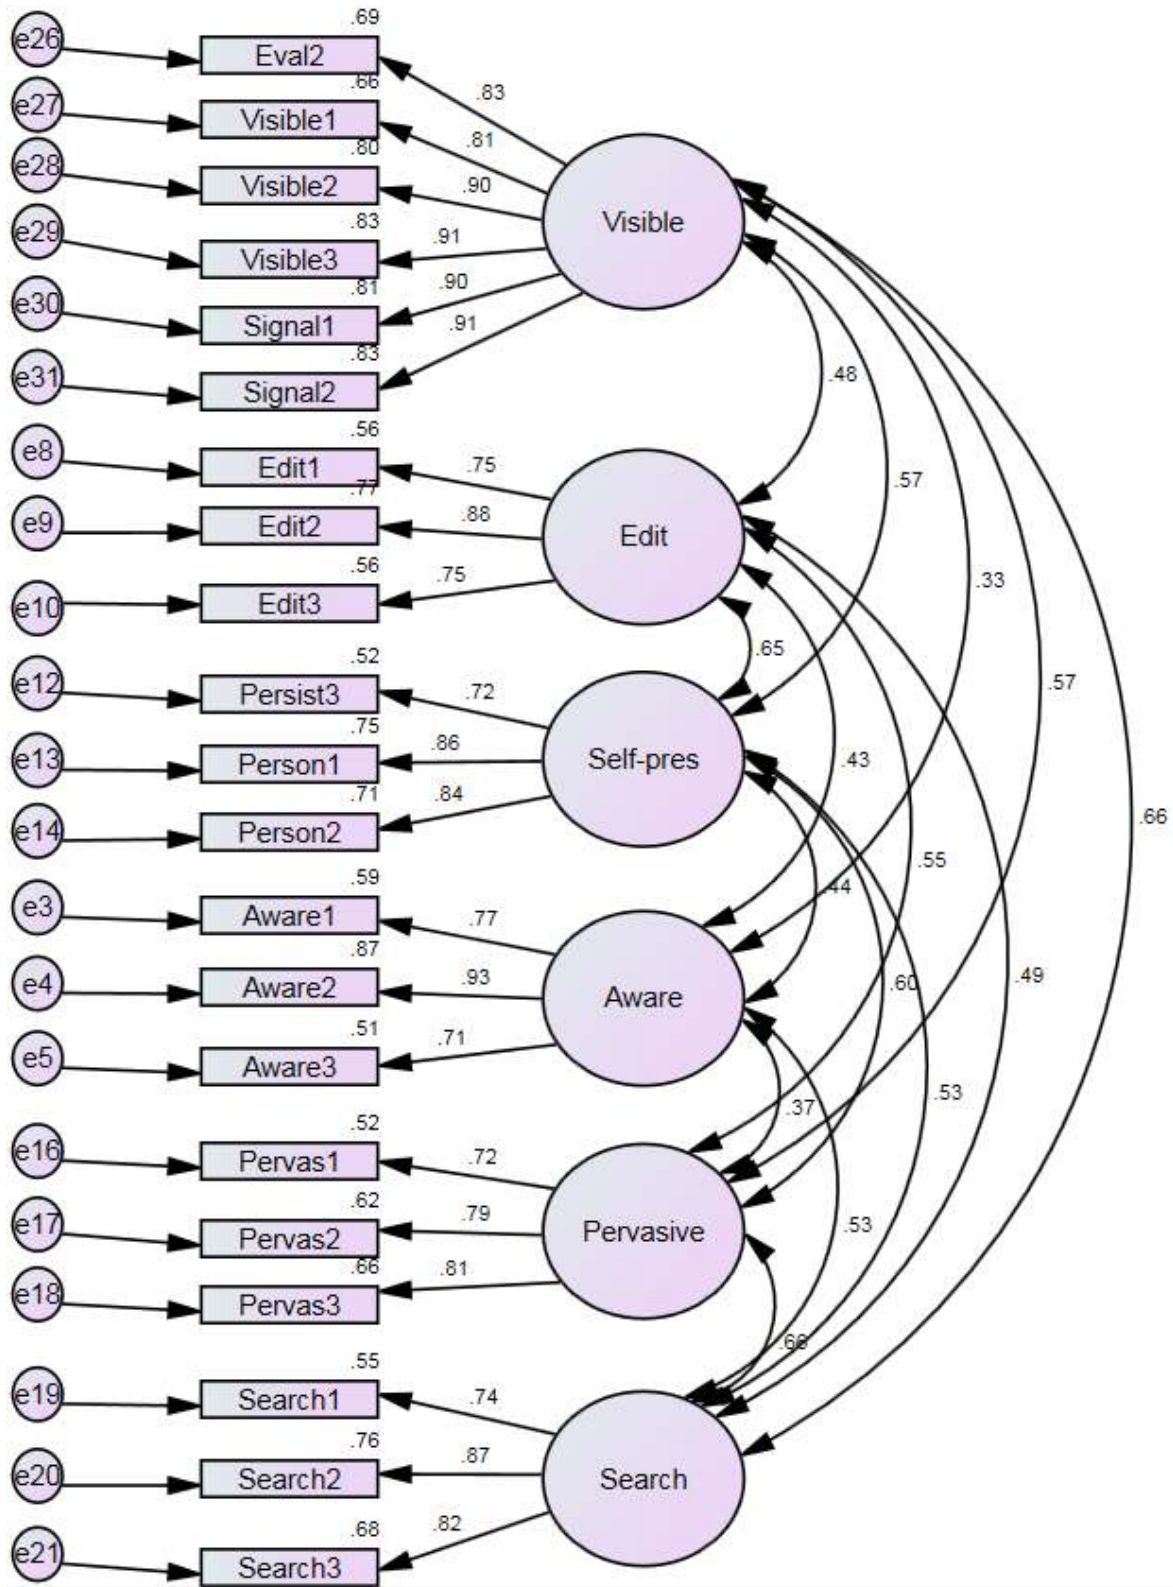 .69
e26
Eval2
.83
.66
e27
Visible1
.81
.80
e28
Visible2
.90
Visible
.83
e29
Visible3
.91
.81
e30
Signal1
.90
.83
e31
Signal2
.91
.48
.56
e8
Edit1
.75
.77
e9
Edit2
.88
Edit
.57
.56
e10
Edit3
.75
.33
.65
.52
e12
Persist3
.72
.57
.75
e13
Person1
.86
Self-pres
.43
.71
e14
Person2
.84
.66
.55
.59
e3
Aware1
.77
.44
.87
e4
Aware2
.93
Aware
.60
.49
.51
e5
Aware3
.71
.53
.37
.52
e16
Pervas1
.72
.62
e17
Pervas2
.79
Pervasive
.53
.66
e18
Pervas3
.81
.55
e19
Search1
.74
.76
e20
Search2
.87
Search
.68
e21
Search3
.82